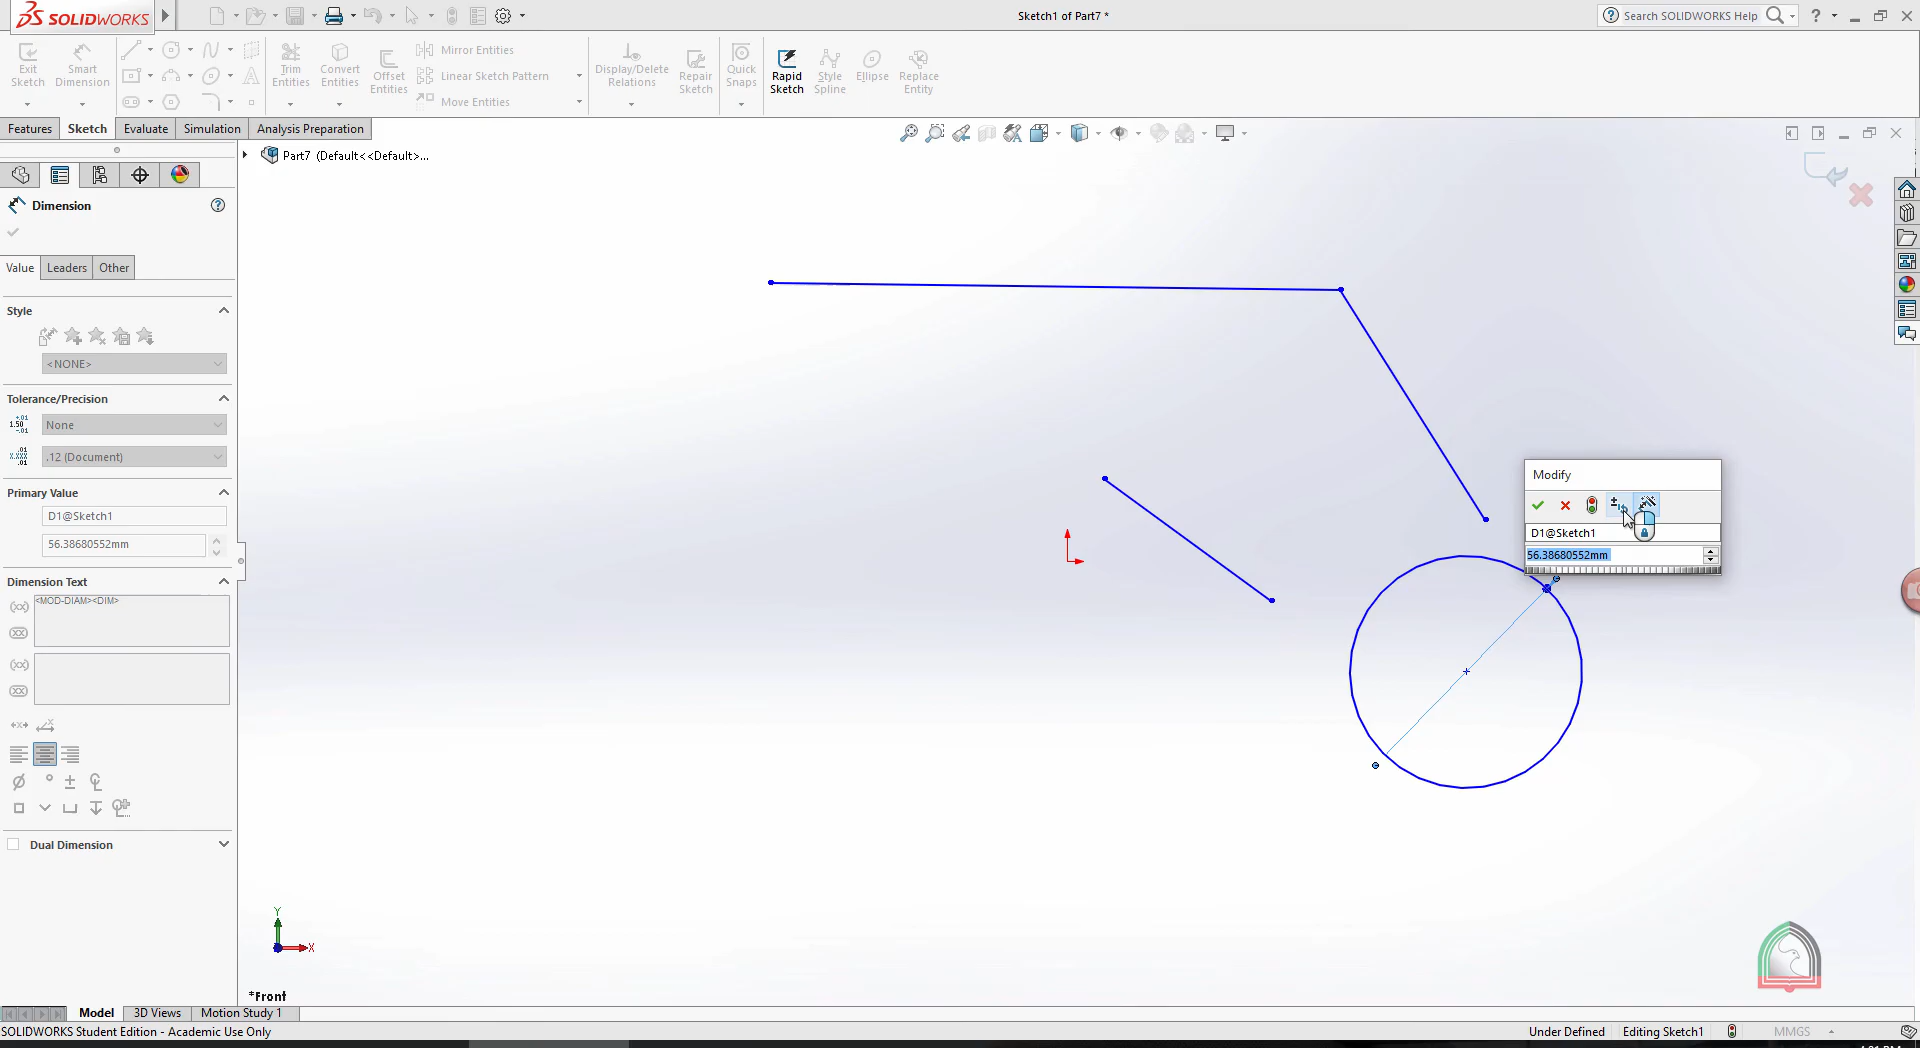 SOLIDWORKS
Sketch1 of Part7 *
Search SOLIDWORKS Help
?
Exit Sketch
Smart Dimension
Trim Entities
Convert Entities
Offset Entities
Mirror Entities
Linear Sketch Pattern
Move Entities
Display/Delete Relations
Repair Sketch
Quick Snaps
Rapid Sketch
Style Spline
Ellipse
Replace Entity
Features
Sketch
Evaluate
Simulation
Analysis Preparation
Part7 (Default<<Default>...
Dimension
?
Value
Leaders
Other
Style
<NONE>
Tolerance/Precision
None
.12 (Document)
Primary Value
D1@Sketch1
56.38680552mm
Dimension Text
<MOD-DIAM><DIM>
Dual Dimension
Modify
D1@Sketch1
56.38680552mm
Y
X
*Front
Model
3D Views
Motion Study 1
SOLIDWORKS Student Edition - Academic Use Only
Under Defined
Editing Sketch1
MMGS